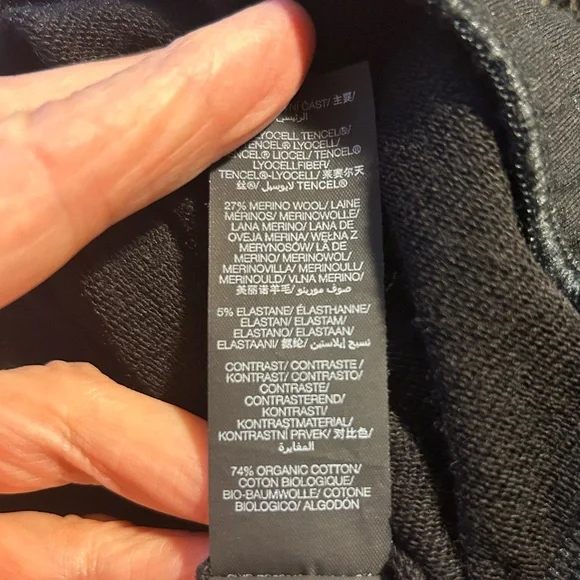 ČÁST/ 主要/
الرئيسي
LYOCELL TENCEL®/
TENCEL® LYOCELL/
TENCEL® LIOCEL/ TENCEL®
LYOCELLFIBER/
TENCEL®-LYOCELL/ 莱赛尔天
丝®/ لايوسيل TENCEL®
27% MERINO WOOL/ LAINE
MÉRINOS/ MERINOWOLLE/
LANA MERINO/ LANA DE
OVEJA MERINA/ WEŁNA Z
MERYNOSÓW/ LÃ DE
MERINO/ MERINOWOL/
MERINOVILLA/ MERINOULL/
MERINOULD/ VLNA MERINO/
美丽诺羊毛/ صوف مورينو
5% ELASTANE/ ÉLASTHANNE/
ELASTAN/ ELASTAM/
ELASTANO/ ELASTAAN/
ELASTAANI/ 氨纶/ نسيج إيلاستين
CONTRAST/ CONTRASTE/
KONTRAST/ CONTRASTO/
CONTRASTE/
CONTRASTEREND/
KONTRASTI/
KONTRASTMATERIAL/
KONTRASTNÍ PRVEK/ 对比色/
المغايرة
74% ORGANIC COTTON/
COTON BIOLOGIQUE/
BIO-BAUMWOLLE/ COTONE
BIOLOGICO/ ALGODÓN